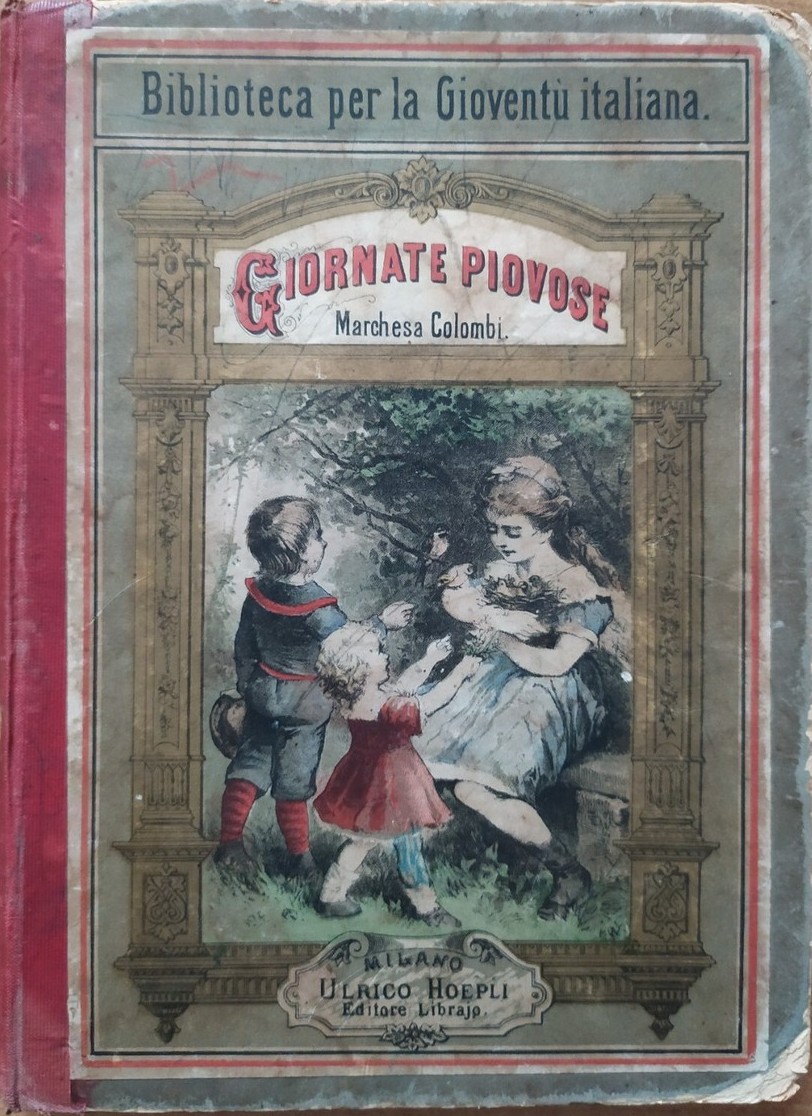 Biblioteca per la Gioventù italiana.
GIORNATE PIOVOSE
Marchesa Colombi.
MILANO
ULRICO HOEPLI
Editore Librajo.